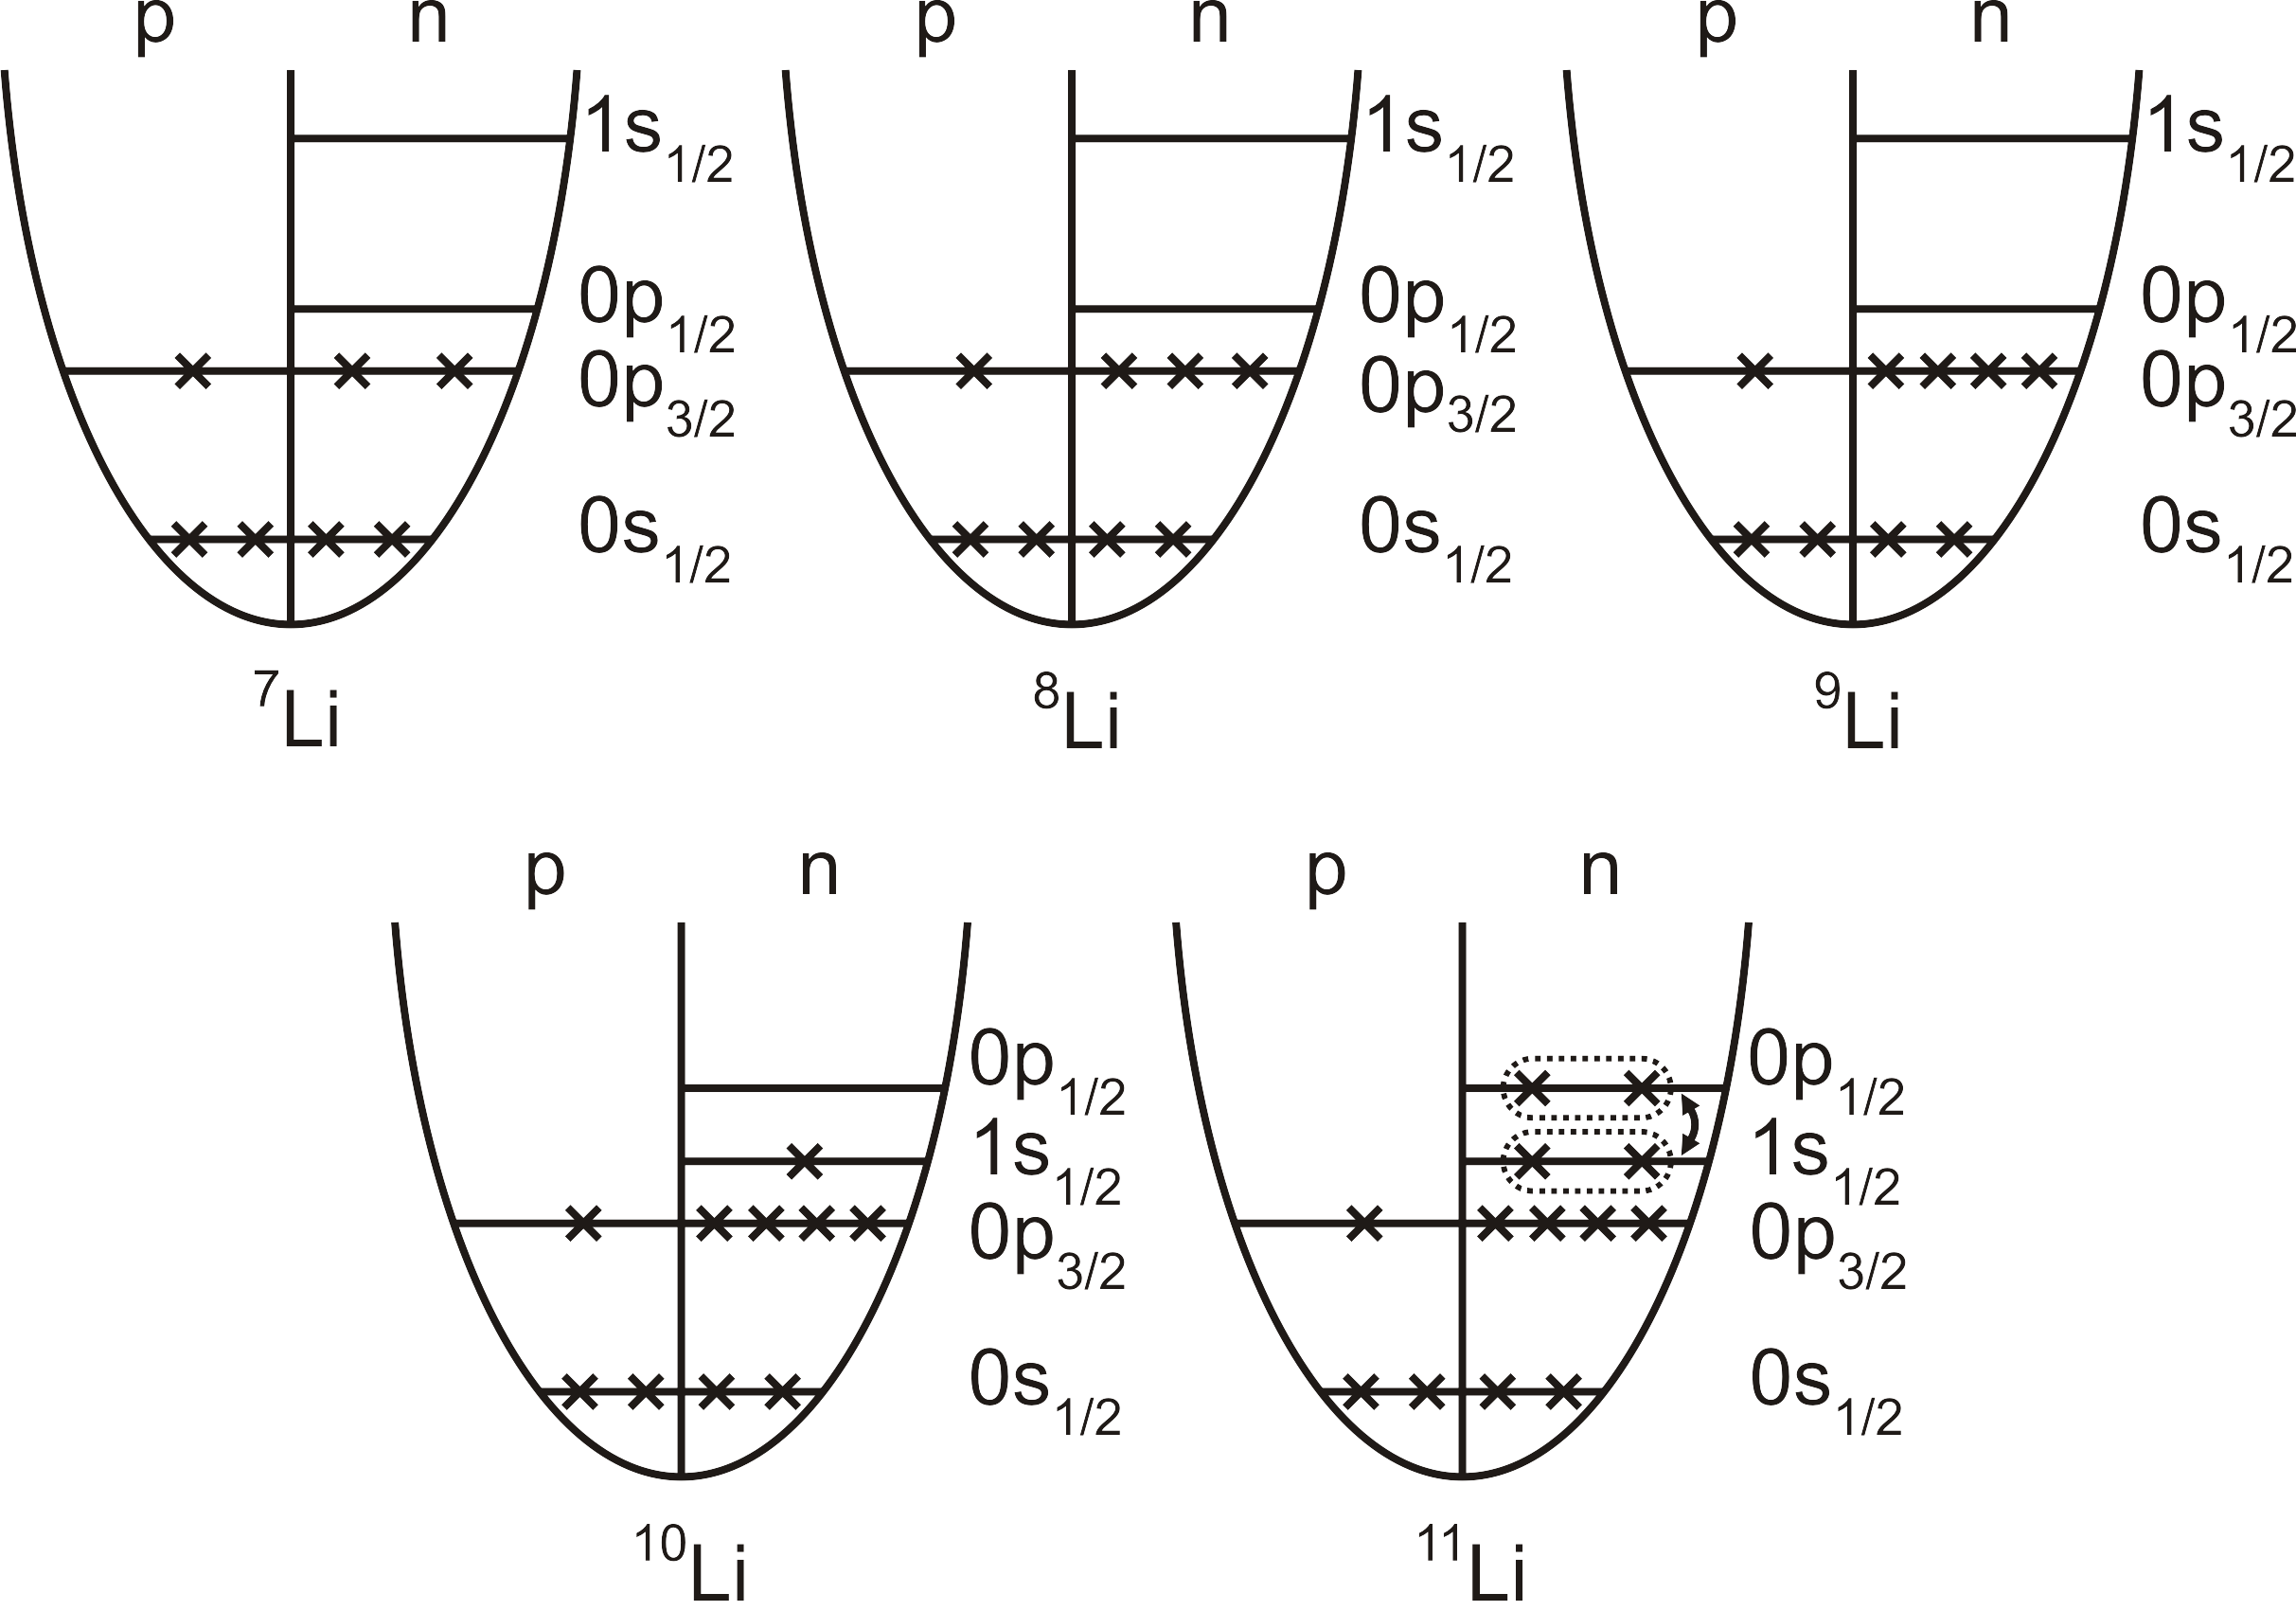 p n p n p n
1s1/2 1s1/2 1s1/2
0p1/2 0p1/2 0p1/2
0p3/2 0p3/2 0p3/2
0s1/2 0s1/2 0s1/2
7Li 8Li 9Li
p n p n
0p1/2 0p1/2
1s1/2 1s1/2
0p3/2 0p3/2
0s1/2 0s1/2
10Li 11Li